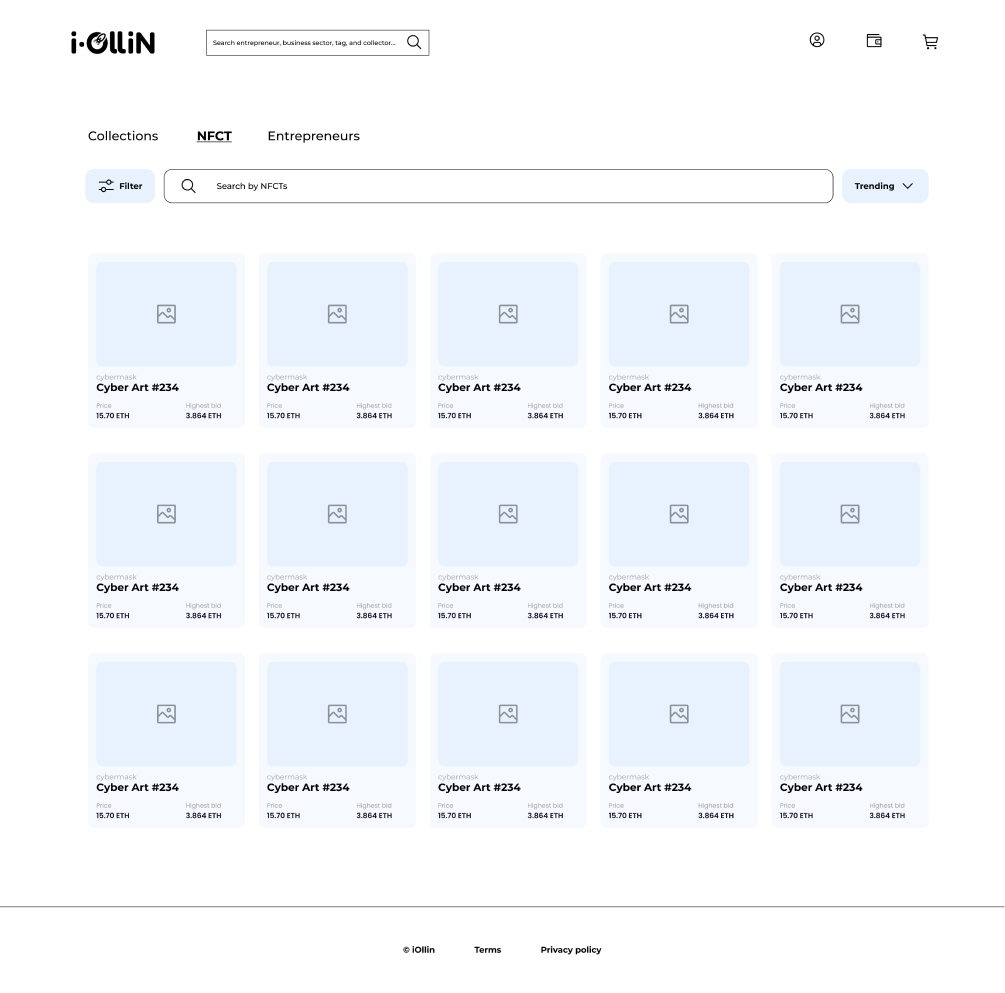 i·OlliN
Search entrepreneur, business sector, tag, and collector...
Collections NFCT Entrepreneurs
Filter Search by NFCTs Trending
cybermask cybermask cybermask cybermask cybermask
Cyber Art #234 Cyber Art #234 Cyber Art #234 Cyber Art #234 Cyber Art #234
Price Highest bid Price Highest bid Price Highest bid Price Highest bid Price Highest bid
15.70 ETH 3.864 ETH 15.70 ETH 3.864 ETH 15.70 ETH 3.864 ETH 15.70 ETH 3.864 ETH 15.70 ETH 3.864 ETH
cybermask cybermask cybermask cybermask cybermask
Cyber Art #234 Cyber Art #234 Cyber Art #234 Cyber Art #234 Cyber Art #234
Price Highest bid Price Highest bid Price Highest bid Price Highest bid Price Highest bid
15.70 ETH 3.864 ETH 15.70 ETH 3.864 ETH 15.70 ETH 3.864 ETH 15.70 ETH 3.864 ETH 15.70 ETH 3.864 ETH
cybermask cybermask cybermask cybermask cybermask
Cyber Art #234 Cyber Art #234 Cyber Art #234 Cyber Art #234 Cyber Art #234
Price Highest bid Price Highest bid Price Highest bid Price Highest bid Price Highest bid
15.70 ETH 3.864 ETH 15.70 ETH 3.864 ETH 15.70 ETH 3.864 ETH 15.70 ETH 3.864 ETH 15.70 ETH 3.864 ETH
© iOllin Terms Privacy policy